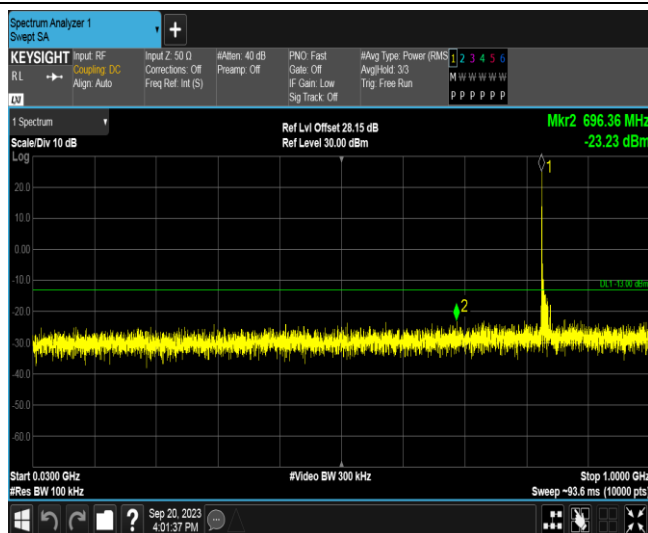 Spectrum Analyzer 1
Swept SA
KEYSIGHT
RL
LXI
Input: RF
Coupling: DC
Align: Auto
Input Z: 50 Ω
Corrections: Off
Freq Ref: Int (S)
#Atten: 40 dB
Preamp: Off
PNO: Fast
Gate: Off
IF Gain: Low
Sig Track: Off
#Avg Type: Power (RMS
Avg|Hold: 3/3
Trig: Free Run
1 2 3 4 5 6
M W W W W W
P P P P P P
1 Spectrum
Scale/Div 10 dB
Ref Lvl Offset 28.15 dB
Ref Level 30.00 dBm
Mkr2 696.36 MHz
-23.23 dBm
Log
1
20.0
10.0
0.00
-10.0
DL1 -13.00 dBm
2
-20.0
-30.0
-40.0
-50.0
-60.0
Start 0.0300 GHz
#Video BW 300 kHz
Stop 1.0000 GHz
#Res BW 100 kHz
Sweep ~93.6 ms (10000 pts)
?
Sep 20, 2023
4:01:37 PM